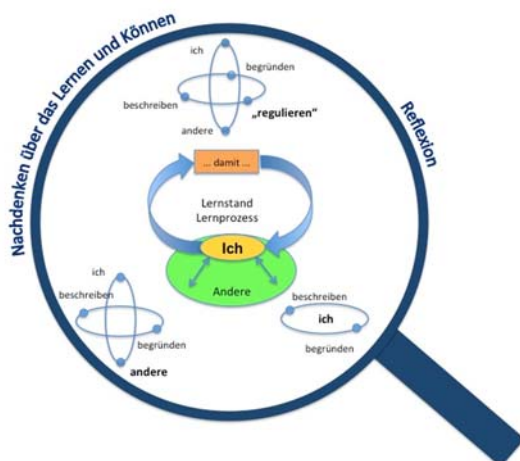 Nachdenken über das Lernen und Können
Reflexion
ich
begründen
beschreiben
„regulieren“
andere
... damit ...
Lernstand
Lernprozess
Ich
Andere
ich
beschreiben
begründen
andere
beschreiben
ich
begründen